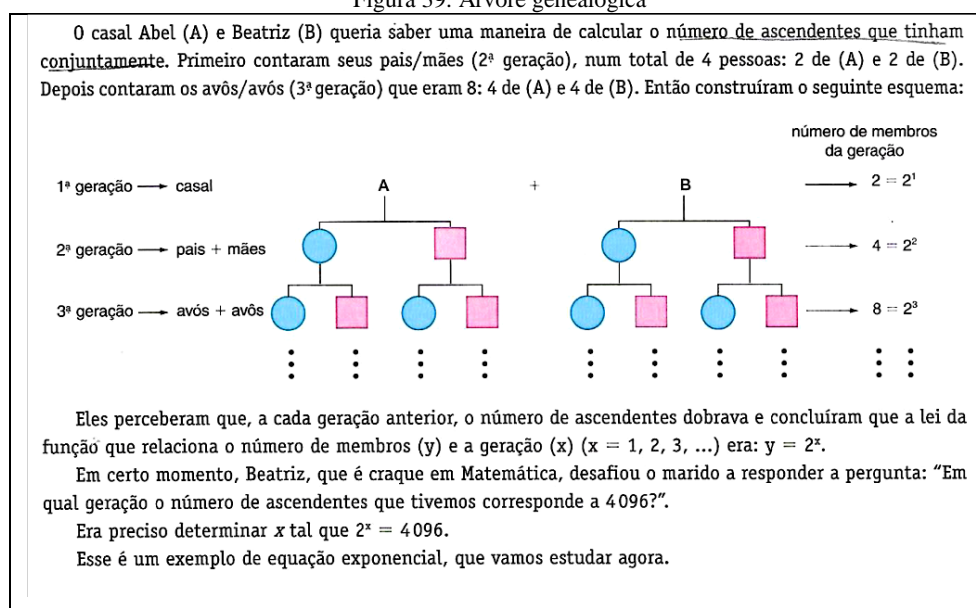 Figura 39: Árvore genealógica
O casal Abel (A) e Beatriz (B) queria saber uma maneira de calcular o número de ascendentes que tinham
conjuntamente. Primeiro contaram seus pais/mães (2ª geração), num total de 4 pessoas: 2 de (A) e 2 de (B).
Depois contaram os avôs/avós (3ª geração) que eram 8: 4 de (A) e 4 de (B). Então construíram o seguinte esquema:
número de membros
da geração
1ª geração → casal A + B → 2 = 2¹
2ª geração → pais + mães → 4 = 2²
3ª geração → avós + avôs → 8 = 2³
Eles perceberam que, a cada geração anterior, o número de ascendentes dobrava e concluíram que a lei da
função que relaciona o número de membros (y) e a geração (x) (x = 1, 2, 3, ...) era: y = 2ˣ.
Em certo momento, Beatriz, que é craque em Matemática, desafiou o marido a responder a pergunta: “Em
qual geração o número de ascendentes que tivemos corresponde a 4 096?”.
Era preciso determinar x tal que 2ˣ = 4 096.
Esse é um exemplo de equação exponencial, que vamos estudar agora.